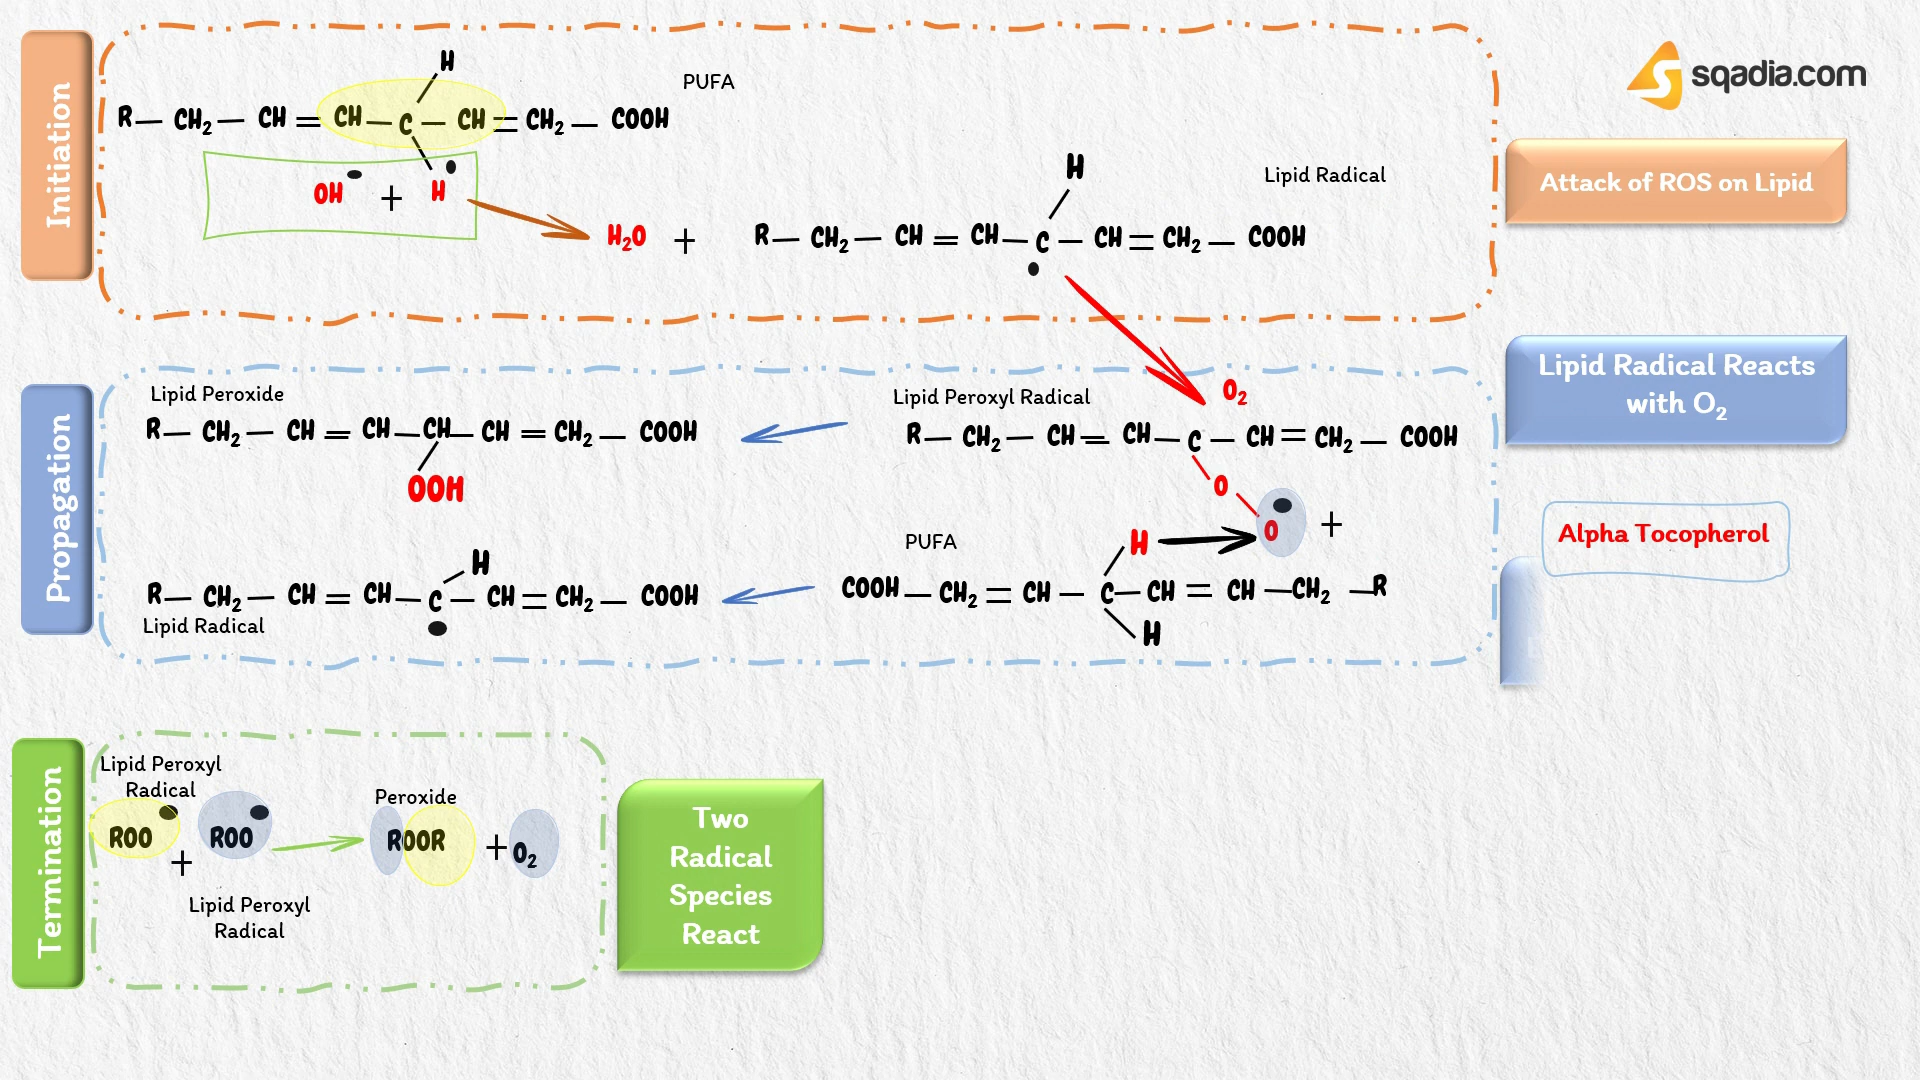 Initiation
H
PUFA
R — CH₂ — CH = CH — C — CH = CH₂ — COOH
OH• + H•
H₂O + R — CH₂ — CH = CH — C — CH = CH₂ — COOH
H
•
Lipid Radical
sqadia.com
Attack of ROS on Lipid
Propagation
Lipid Peroxide
R — CH₂ — CH = CH — CH — CH = CH₂ — COOH
OOH
Lipid Peroxyl Radical
O₂
R — CH₂ — CH = CH — C — CH = CH₂ — COOH
O
O• +
PUFA
H
COOH — CH₂ = CH — C — CH = CH — CH₂ — R
H
H
R — CH₂ — CH = CH — C — CH = CH₂ — COOH
•
Lipid Radical
Lipid Radical Reacts
with O₂
Alpha Tocopherol
Termination
Lipid Peroxyl
Radical
ROO• + ROO•
Lipid Peroxyl
Radical
Peroxide
ROOR + O₂
Two
Radical
Species
React